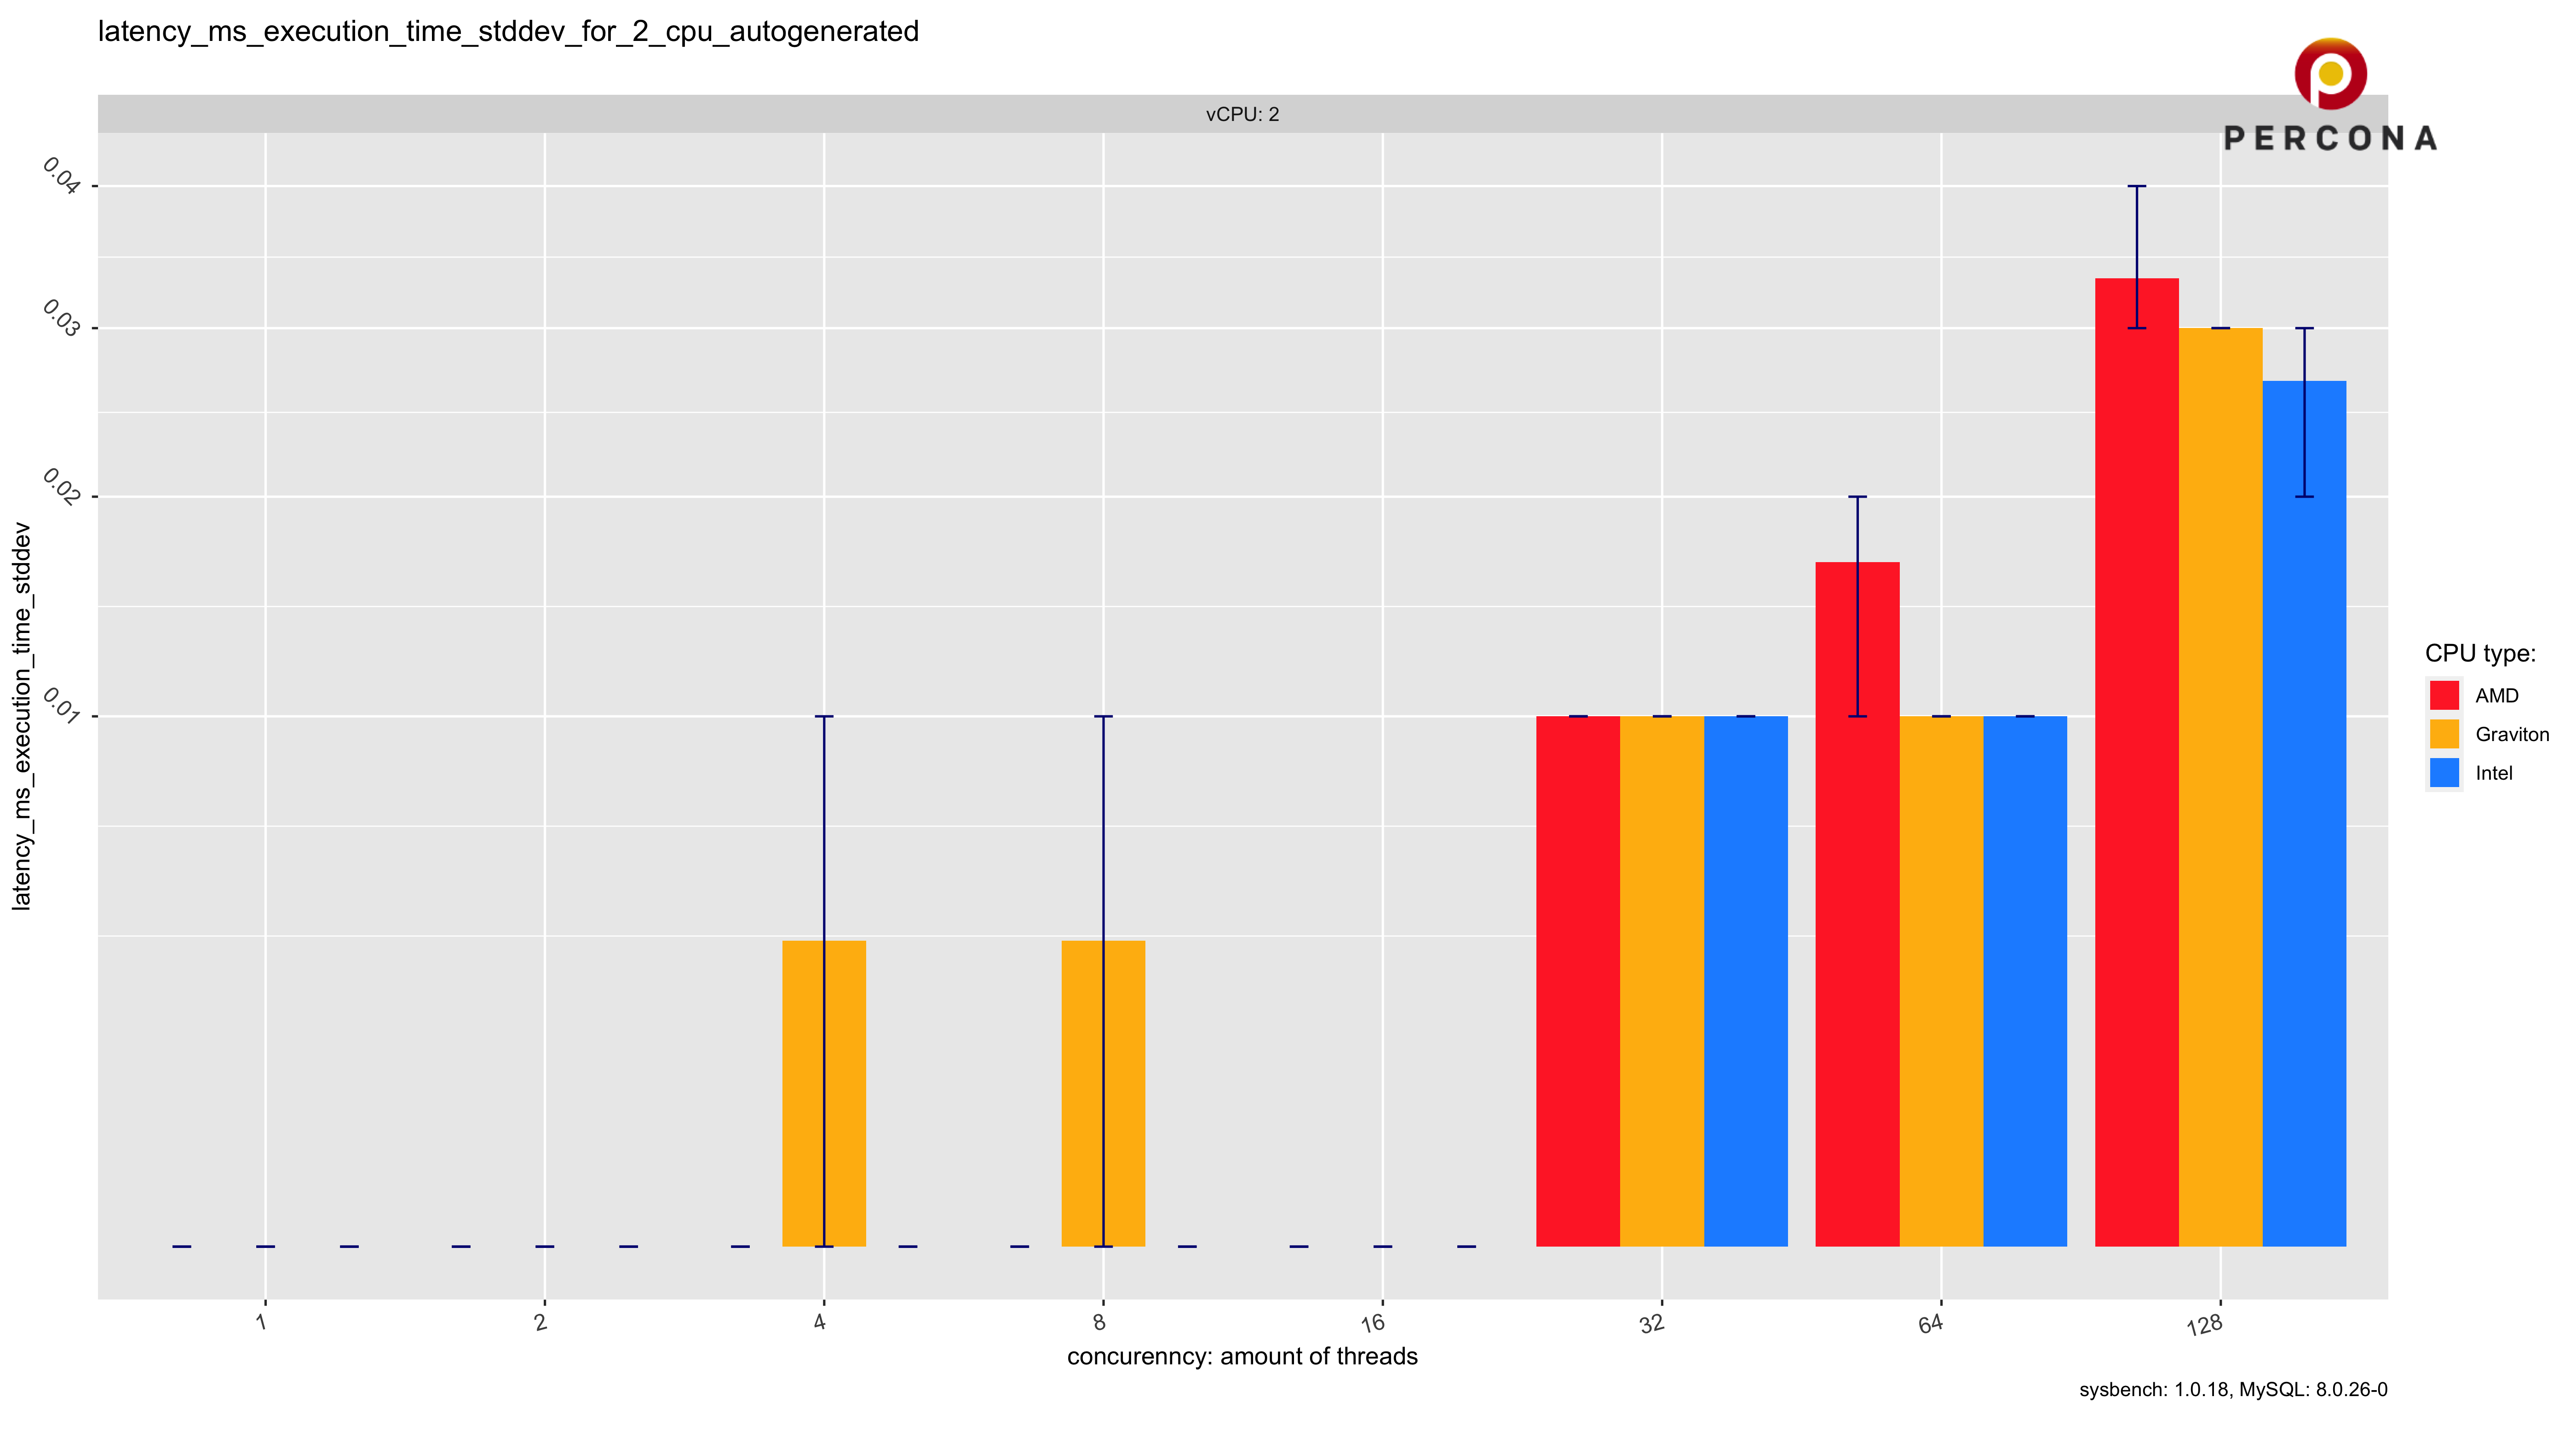 latency_ms_execution_time_stddev_for_2_cpu_autogenerated
PERCONA
vCPU: 2
0.04
0.03
0.02
0.01
latency_ms_execution_time_stddev
CPU type:
AMD
Graviton
Intel
1 2 4 8 16 32 64 128
concurenncy: amount of threads
sysbench: 1.0.18, MySQL: 8.0.26-0